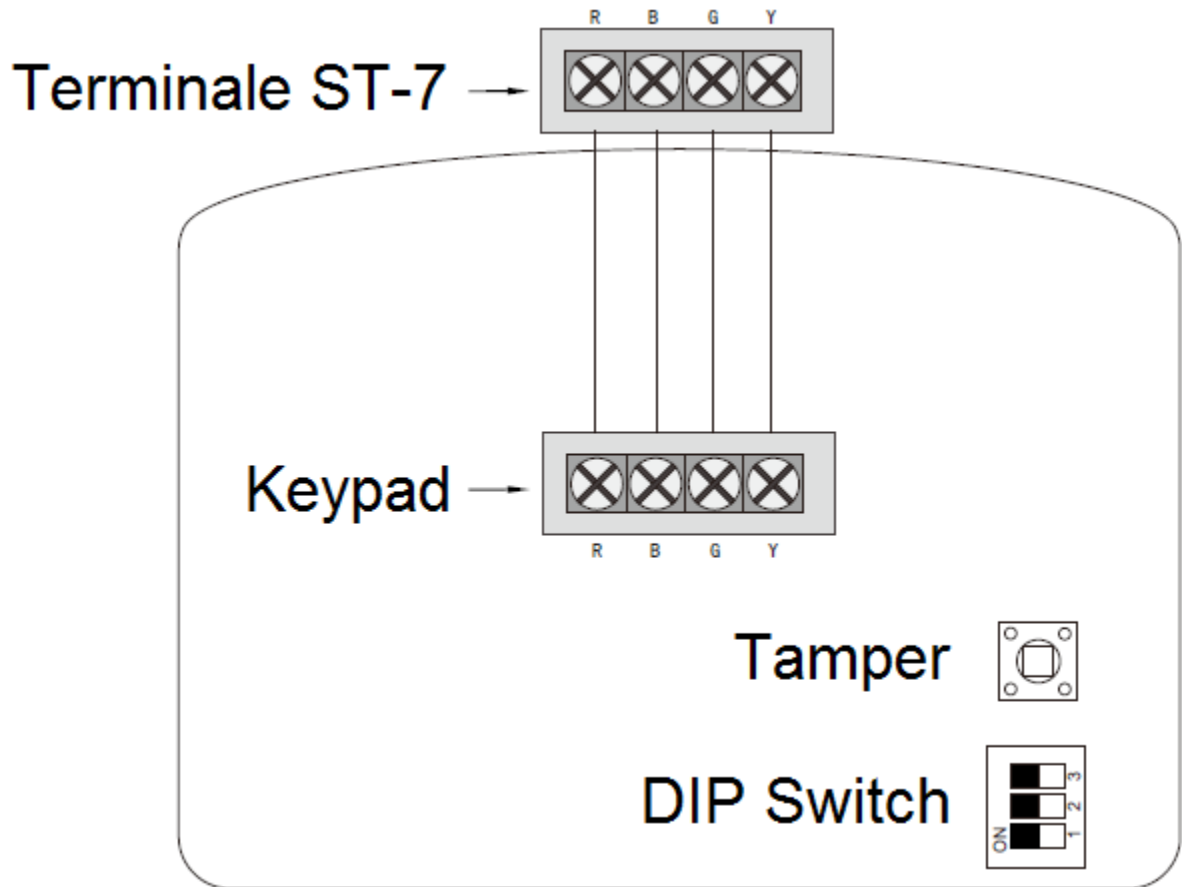 R B G Y
Terminale ST-7
Keypad
R B G Y
Tamper
DIP Switch
3
2
1
ON